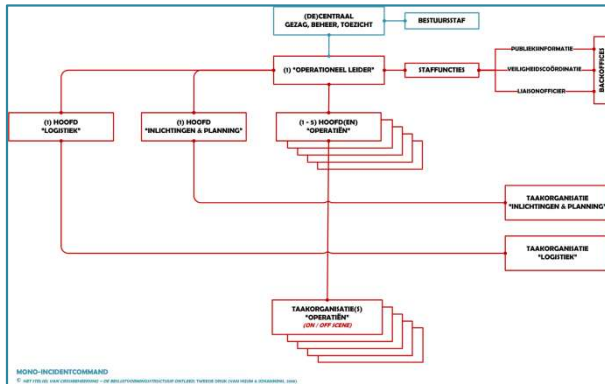 (DE)CENTRAAL
GEZAG, BEHEER, TOEZICHT
BESTUURSSTAF
(1) "OPERATIONEEL LEIDER"
STAFFUNCTIES
PUBLIEKSINFORMATIE
VEILIGHEIDSCOÖRDINATIE
LIAISONOFFICIER
BACKOFFICES
(1) HOOFD
"LOGISTIEK"
(1) HOOFD
"INLICHTINGEN & PLANNING"
(1 - 5) HOOFD(EN)
"OPERATIËN"
TAAKORGANISATIE
"INLICHTINGEN & PLANNING"
TAAKORGANISATIE
"LOGISTIEK"
TAAKORGANISATIE(S)
"OPERATIËN"
(ON / OFF SCENE)
MONO-INCIDENTCOMMAND